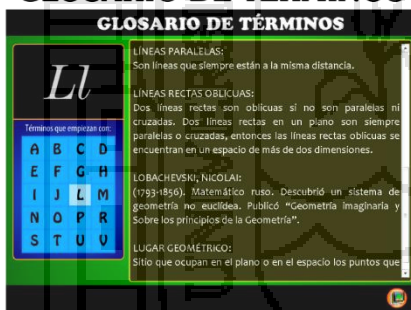 GLOSARIO DE TÉRMINOS
GLOSARIO DE TÉRMINOS
Ll
Términos que empiezan con:
A B C D
E F G H
I J L M
N O P R
S T U V
LÍNEAS PARALELAS:
Son líneas que siempre están a la misma distancia.
LÍNEAS RECTAS OBLICUAS:
Dos líneas rectas son oblicuas si no son paralelas ni
cruzadas. Dos líneas rectas en un plano son siempre
paralelas o cruzadas, entonces las líneas rectas oblicuas se
encuentran en un espacio de más de dos dimensiones.
LOBACHEVSKI, NICOLAI:
(1793-1856). Matemático ruso. Descubrió un sistema de
geometría no euclídea. Publicó “Geometría imaginaria y
Sobre los principios de la Geometría”.
LUGAR GEOMÉTRICO:
Sitio que ocupan en el plano o en el espacio los puntos que